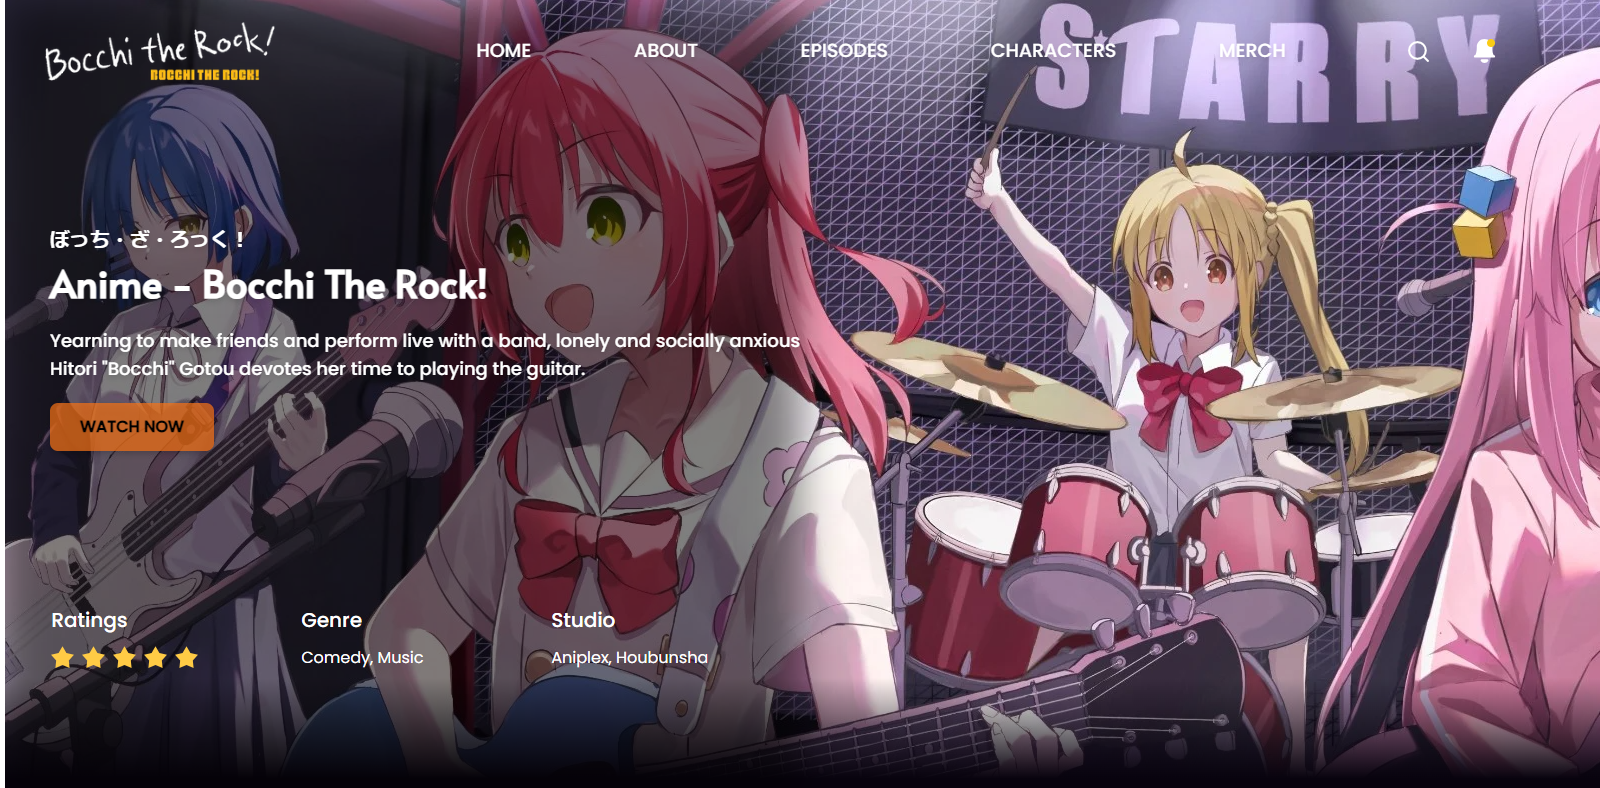 Bocchi the Rock!
BOCCHI THE ROCK!
HOME ABOUT EPISODES CHARACTERS MERCH
STARRY
ぼっち・ざ・ろっく！
Anime - Bocchi The Rock!
Yearning to make friends and perform live with a band, lonely and socially anxious
Hitori "Bocchi" Gotou devotes her time to playing the guitar.
WATCH NOW
Ratings Genre Studio
Comedy, Music Aniplex, Houbunsha